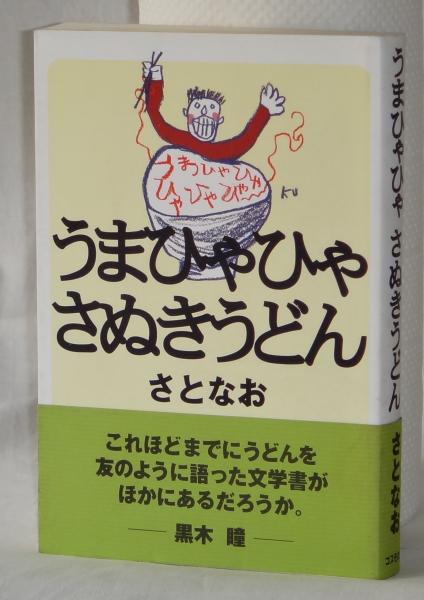 うまひゃひゃ
ひゃひゃひゃ
KU
うまひゃひゃ
さぬきうどん
さとなお
これほどまでにうどんを
友のように語った文学書が
ほかにあるだろうか。
黒木 瞳
うまひゃひゃ さぬきうどん さとなお
コスモ